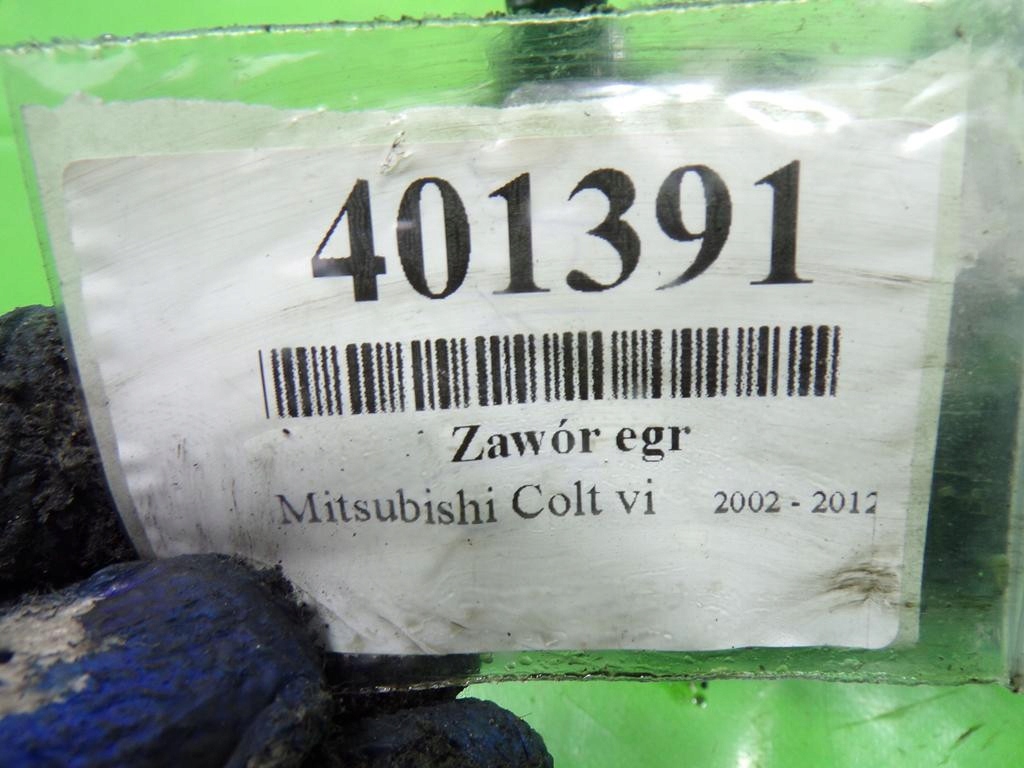 401391
Zawór egr
Mitsubishi Colt vi 2002 - 2012